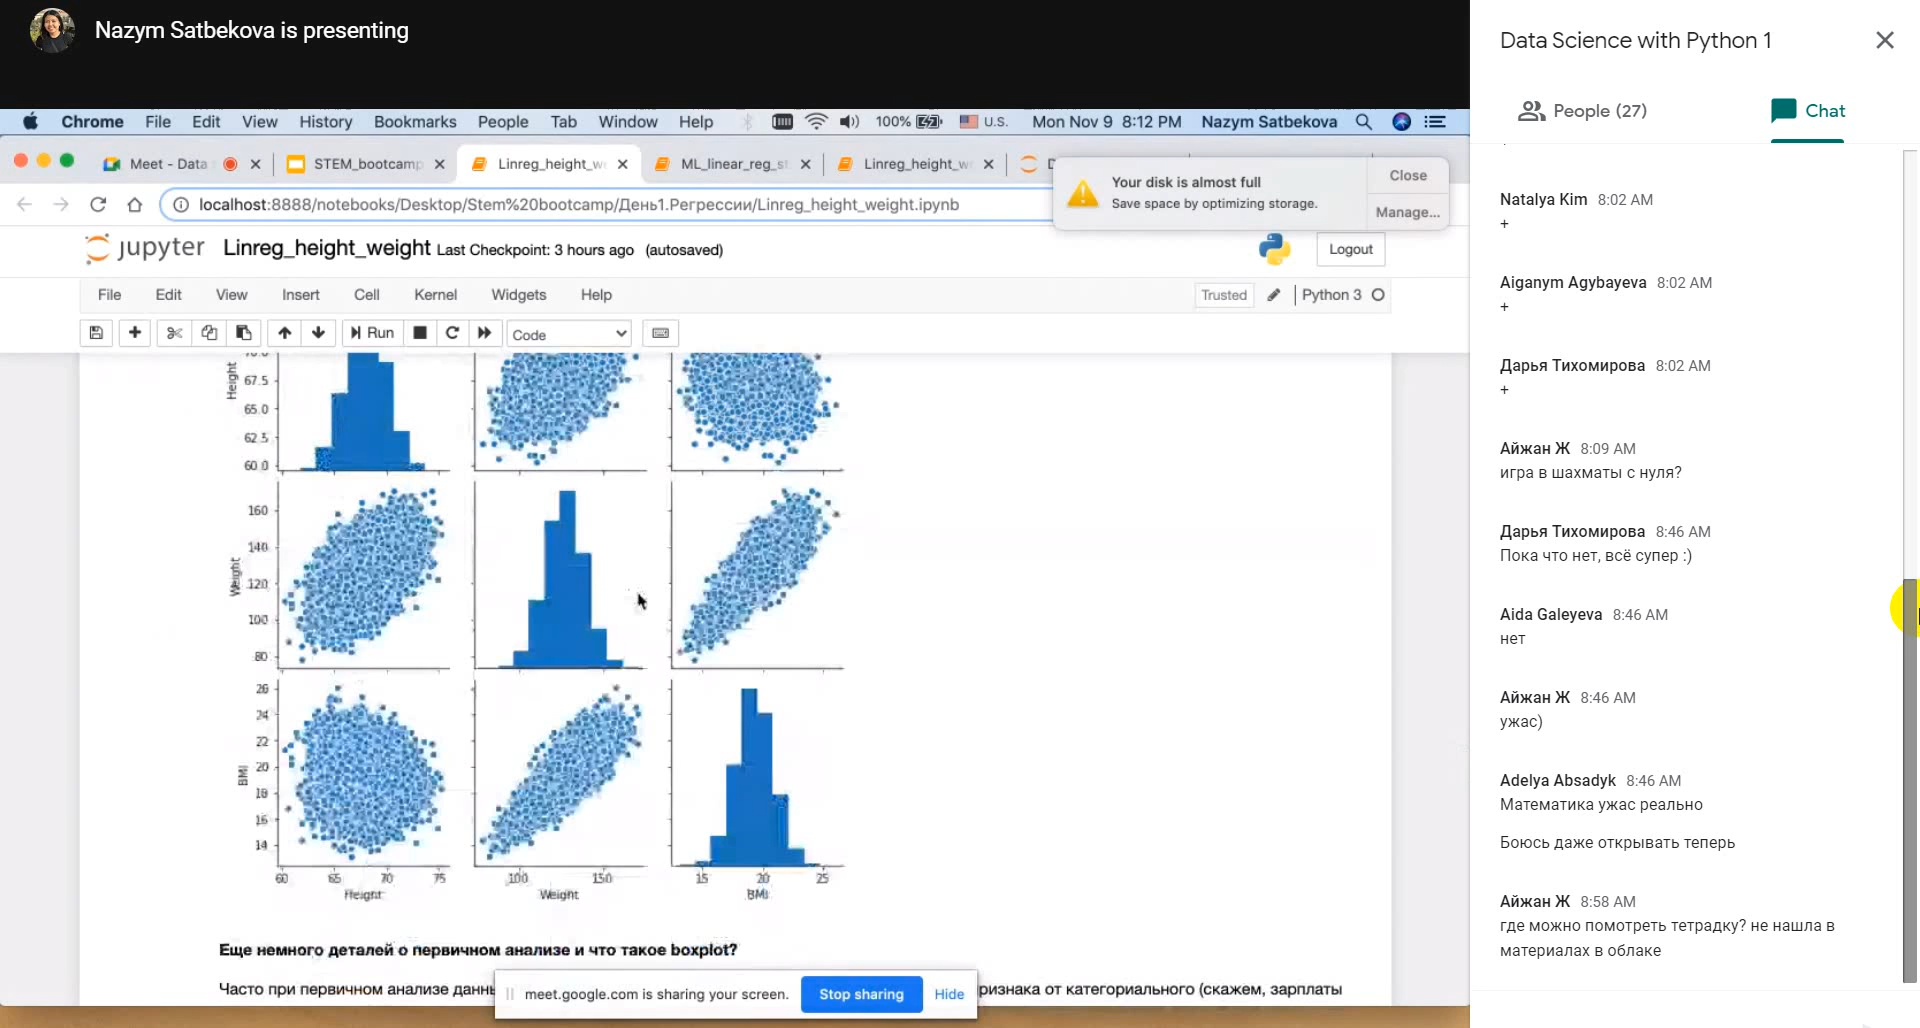 Nazym Satbekova is presenting
Chrome File Edit View History Bookmarks People Tab Window Help 100% U.S. Mon Nov 9 8:12 PM Nazym Satbekova
Meet - Data STEM_bootcamp Linreg_height_we ML_linear_reg_st Linreg_height_we D
localhost:8888/notebooks/Desktop/Stem%20bootcamp/День1.Регрессии/Linreg_height_weight.ipynb
Your disk is almost full
Save space by optimizing storage.
Close
Manage...
jupyter Linreg_height_weight Last Checkpoint: 3 hours ago (autosaved)
Logout
File Edit View Insert Cell Kernel Widgets Help
Trusted Python 3
Run Code
Height
70.0
67.5
65.0
62.5
60.0
Weight
160
140
120
100
80
BMI
26
24
22
20
18
16
14
60 65 70 75 100 150 15 20 25
Height Weight BMI
Еще немного деталей о первичном анализе и что такое boxplot?
Часто при первичном анализе данны
ризнака от категориального (скажем, зарплаты
meet.google.com is sharing your screen. Stop sharing Hide
Data Science with Python 1
People (27) Chat
Natalya Kim 8:02 AM
+
Aiganym Agybayeva 8:02 AM
+
Дарья Тихомирова 8:02 AM
+
Айжан Ж 8:09 AM
игра в шахматы с нуля?
Дарья Тихомирова 8:46 AM
Пока что нет, всё супер :)
Aida Galeyeva 8:46 AM
нет
Айжан Ж 8:46 AM
ужас)
Adelya Absadyk 8:46 AM
Математика ужас реально
Боюсь даже открывать теперь
Айжан Ж 8:58 AM
где можно помотреть тетрадку? не нашла в
материалах в облаке